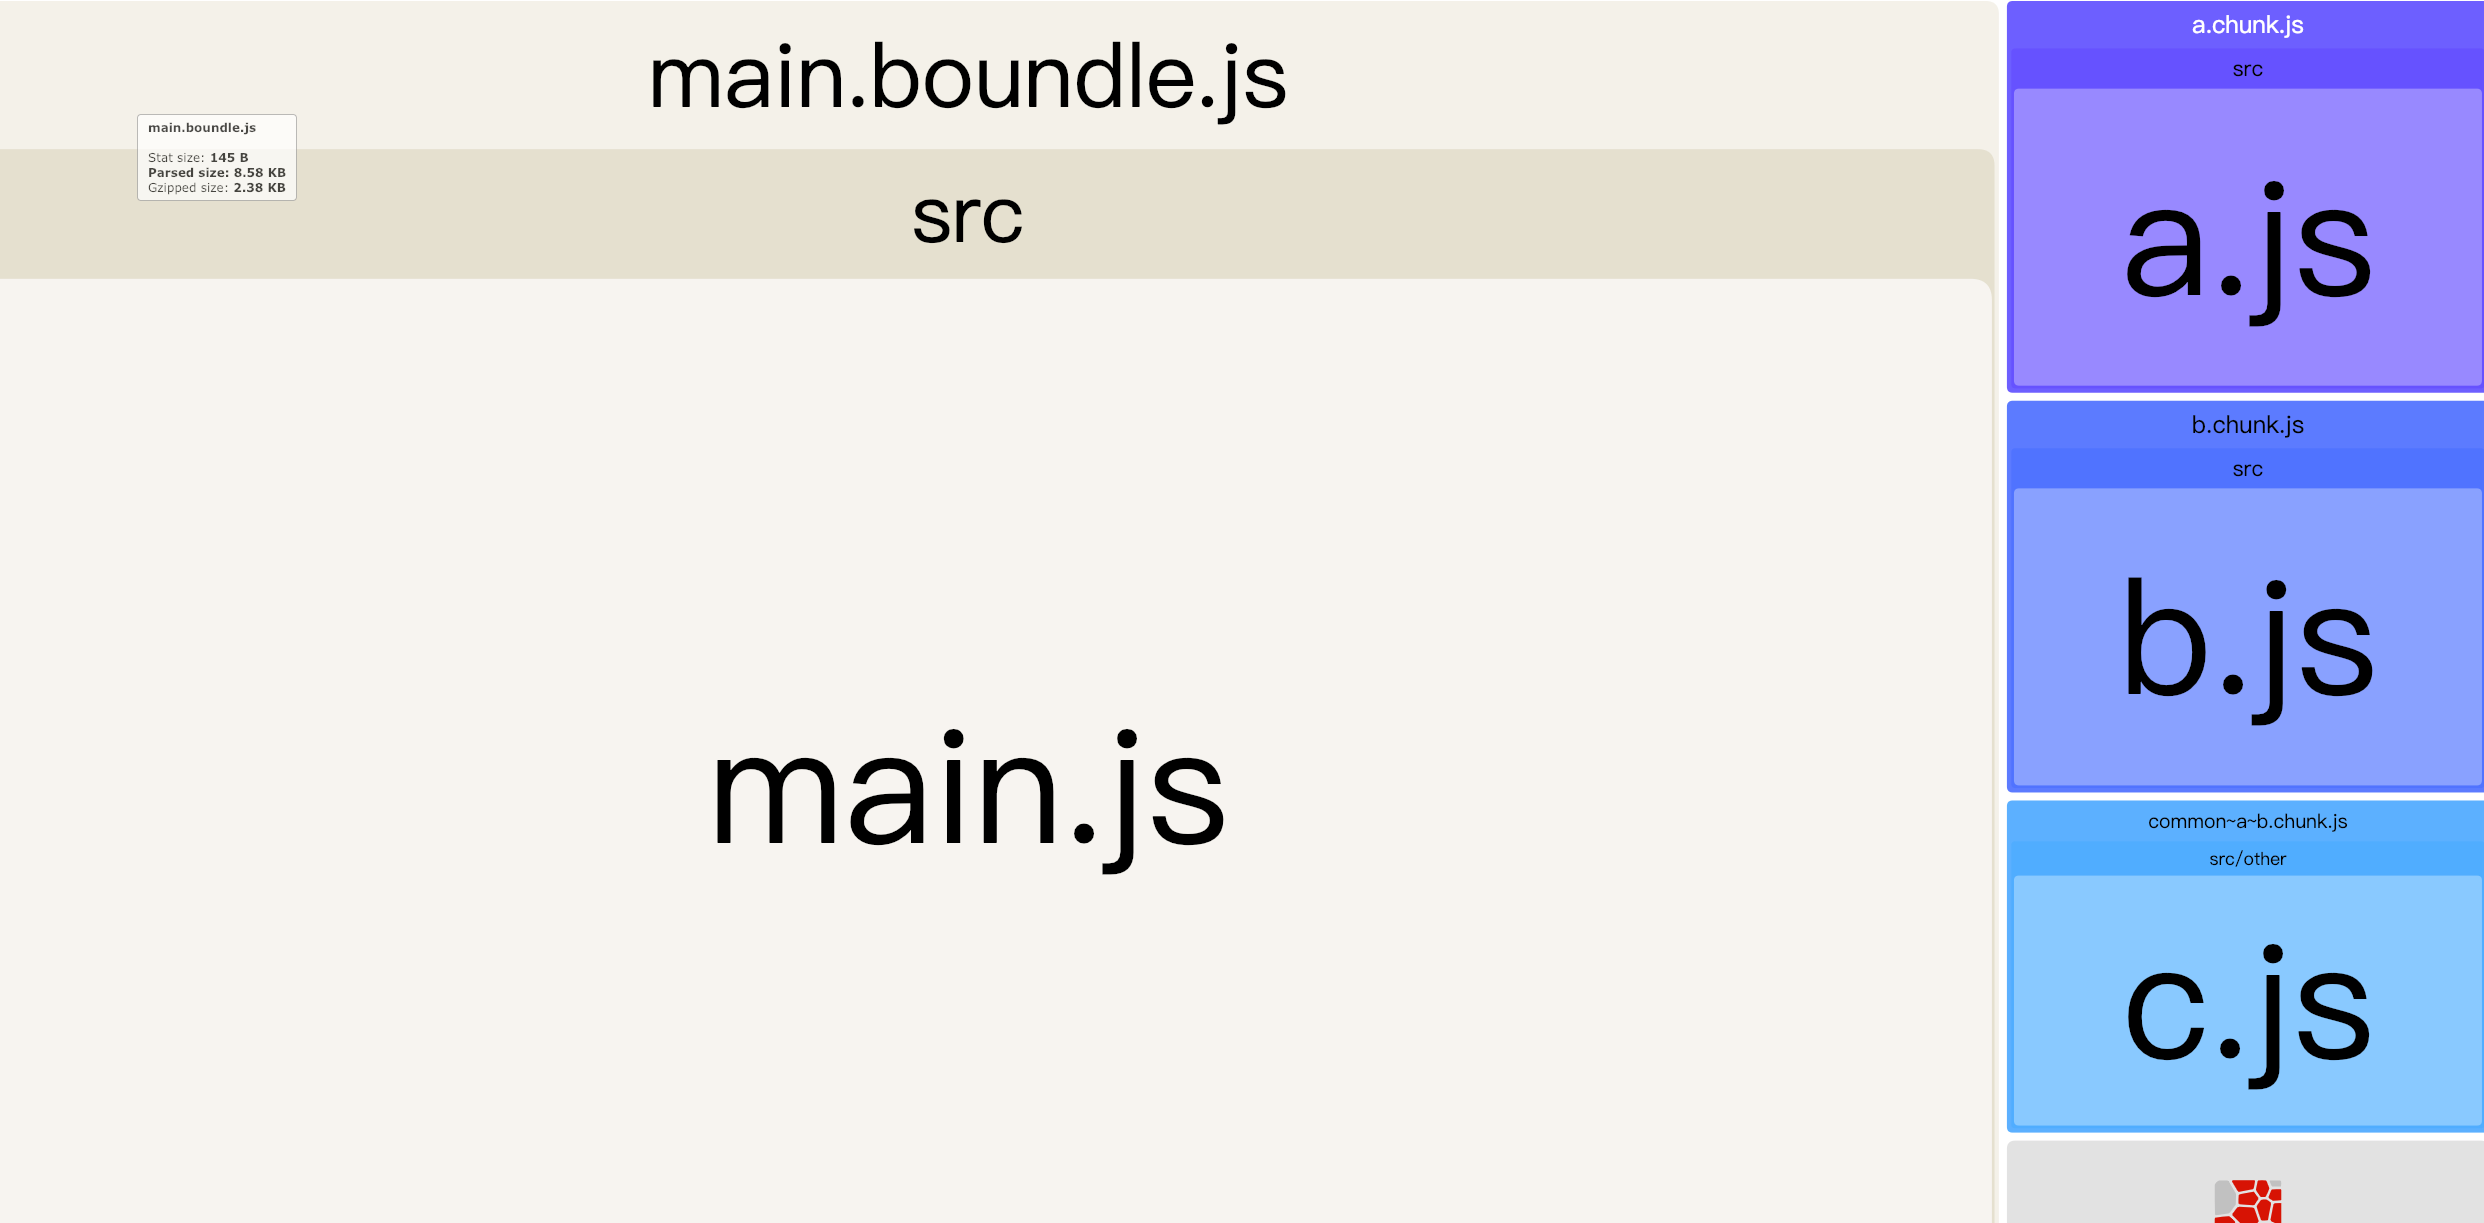 main.boundle.js
main.boundle.js
Stat size: 145 B
Parsed size: 8.58 KB
Gzipped size: 2.38 KB
src
main.js
a.chunk.js
src
a.js
b.chunk.js
src
b.js
common~a~b.chunk.js
src/other
c.js